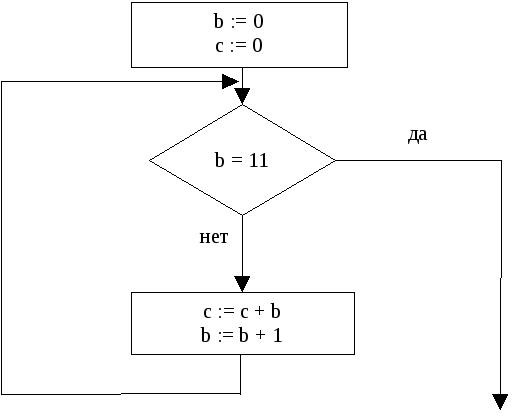 b := 0
c := 0
b = 11
да
нет
c := c + b
b := b + 1